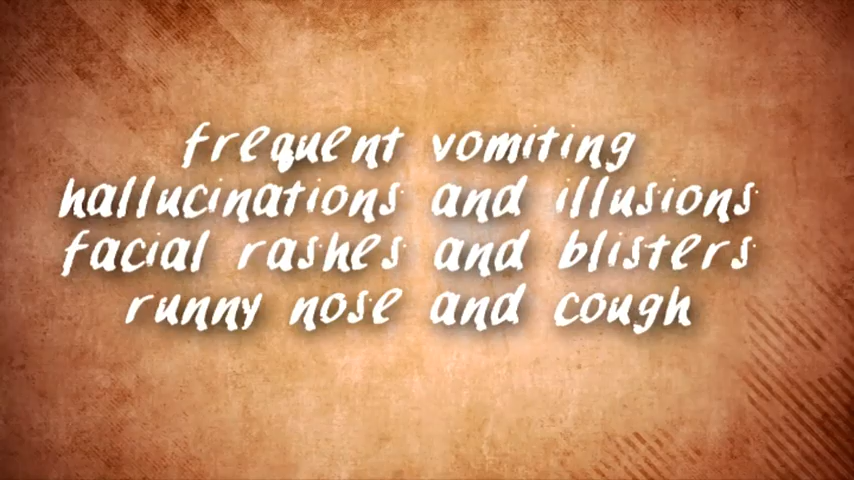 frequent vomiting
hallucinations and illusions
facial rashes and blisters
runny nose and cough